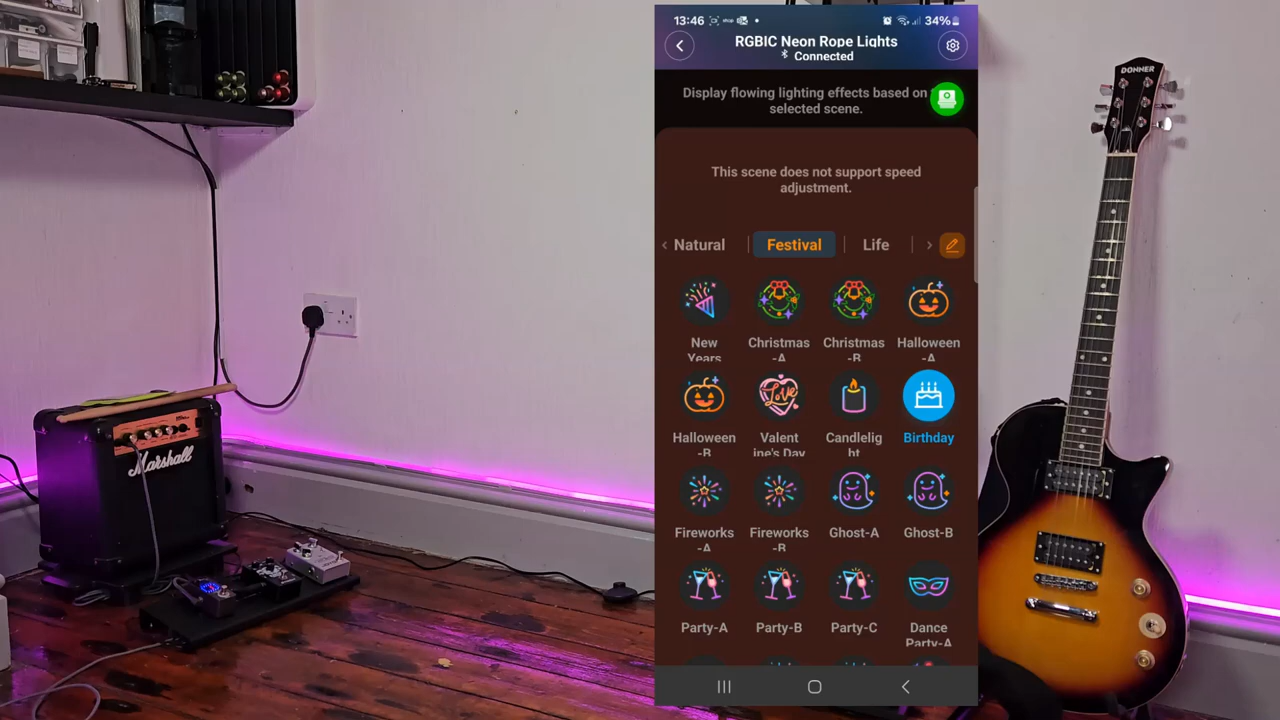 13:46
shop
34%
RGBIC Neon Rope Lights
Connected
Display flowing lighting effects based on
selected scene.
This scene does not support speed
adjustment.
Natural
Festival
Life
New
Years
Christmas
-A
Christmas
-B
Halloween
-A
Halloween
-B
Valent
ine's Day
Love
Candlelig
ht
Birthday
Fireworks
-A
Fireworks
-B
Ghost-A
Ghost-B
Party-A
Party-B
Party-C
Dance
Party-A
DONNER
Marshall